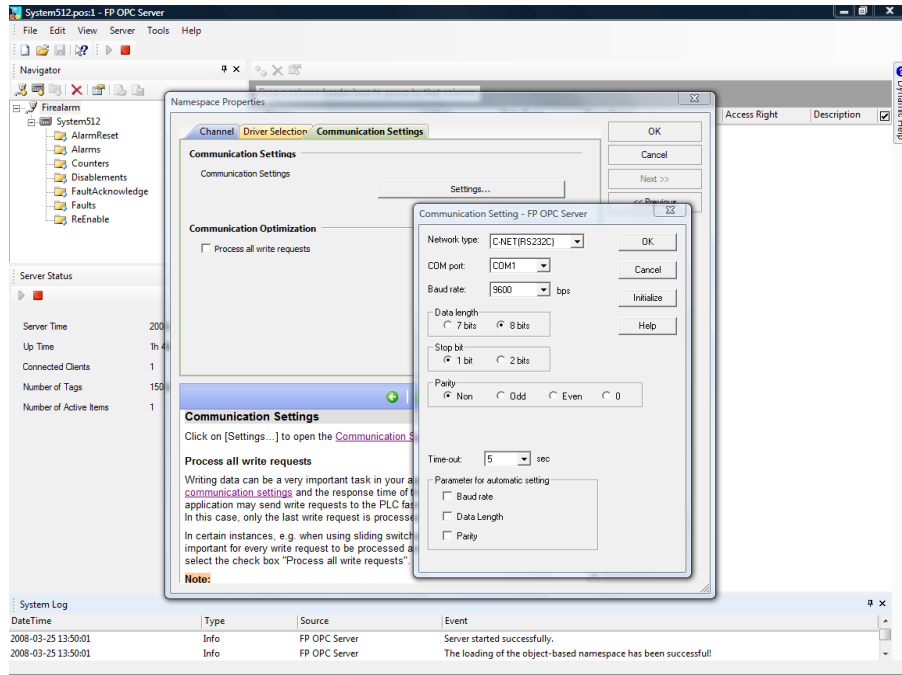 System512.pos:1 - FP OPC Server
File Edit View Server Tools Help
Navigator
Firealarm
System512
AlarmReset
Alarms
Counters
Disablements
FaultAcknowledge
Faults
ReEnable
Access Right Description
Dynamic Help
Server Status
Server Time 200
Up Time 1h 4
Connected Clients 1
Number of Tags 150
Number of Active Items 1
Namespace Properties
Channel Driver Selection Communication Settings
OK
Cancel
Next >>
<< Previous
Communication Settings
Communication Settings
Settings...
Communication Optimization
Process all write requests
Communication Settings
Click on [Settings...] to open the Communication S
Process all write requests
Writing data can be a very important task in your a
communication settings and the response time of t
application may send write requests to the PLC fas
In this case, only the last write request is processe
In certain instances, e.g. when using sliding switch
important for every write request to be processed a
select the check box "Process all write requests".
Note:
Communication Setting - FP OPC Server
Network type: C-NET(RS232C)
COM port: COM1
Baud rate: 9600 bps
OK
Cancel
Initialize
Help
Data length
7 bits 8 bits
Stop bit
1 bit 2 bits
Parity
Non Odd Even 0
Time-out: 5 sec
Parameter for automatic setting
Baud rate
Data Length
Parity
System Log
DateTime Type Source Event
2008-03-25 13:50:01 Info FP OPC Server Server started successfully.
2008-03-25 13:50:01 Info FP OPC Server The loading of the object-based namespace has been successful!